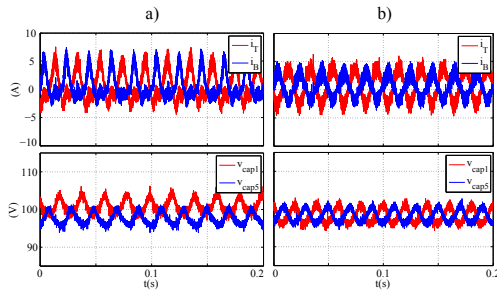 a)
b)
10
5
0
−5
−10
(A)
i_T
i_B
i_T
i_B
110
100
90
(V)
v_cap1
v_cap5
v_cap1
v_cap5
0
0.1
0.2
t(s)
0
0.1
0.2
t(s)